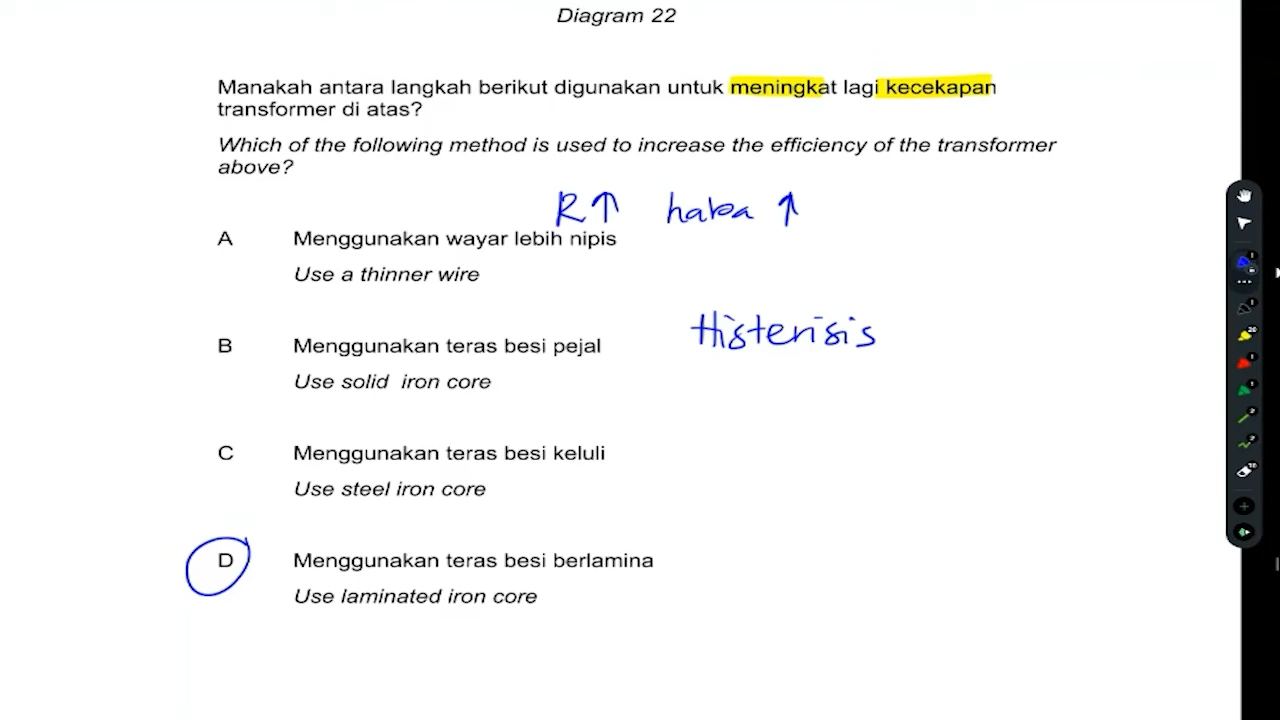 Diagram 22
Manakah antara langkah berikut digunakan untuk meningkat lagi kecekapan
transformer di atas?
Which of the following method is used to increase the efficiency of the transformer
above?
R↑ haba ↑
A Menggunakan wayar lebih nipis
Use a thinner wire
Histerisis
B Menggunakan teras besi pejal
Use solid iron core
C Menggunakan teras besi keluli
Use steel iron core
D Menggunakan teras besi berlamina
Use laminated iron core